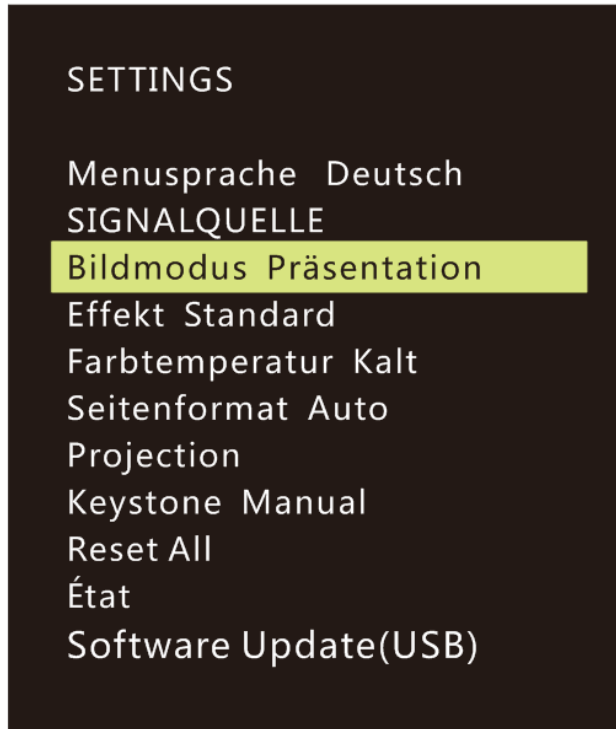 SETTINGS
Menusprache Deutsch
SIGNALQUELLE
Bildmodus Präsentation
Effekt Standard
Farbtemperatur Kalt
Seitenformat Auto
Projection
Keystone Manual
Reset All
État
Software Update(USB)